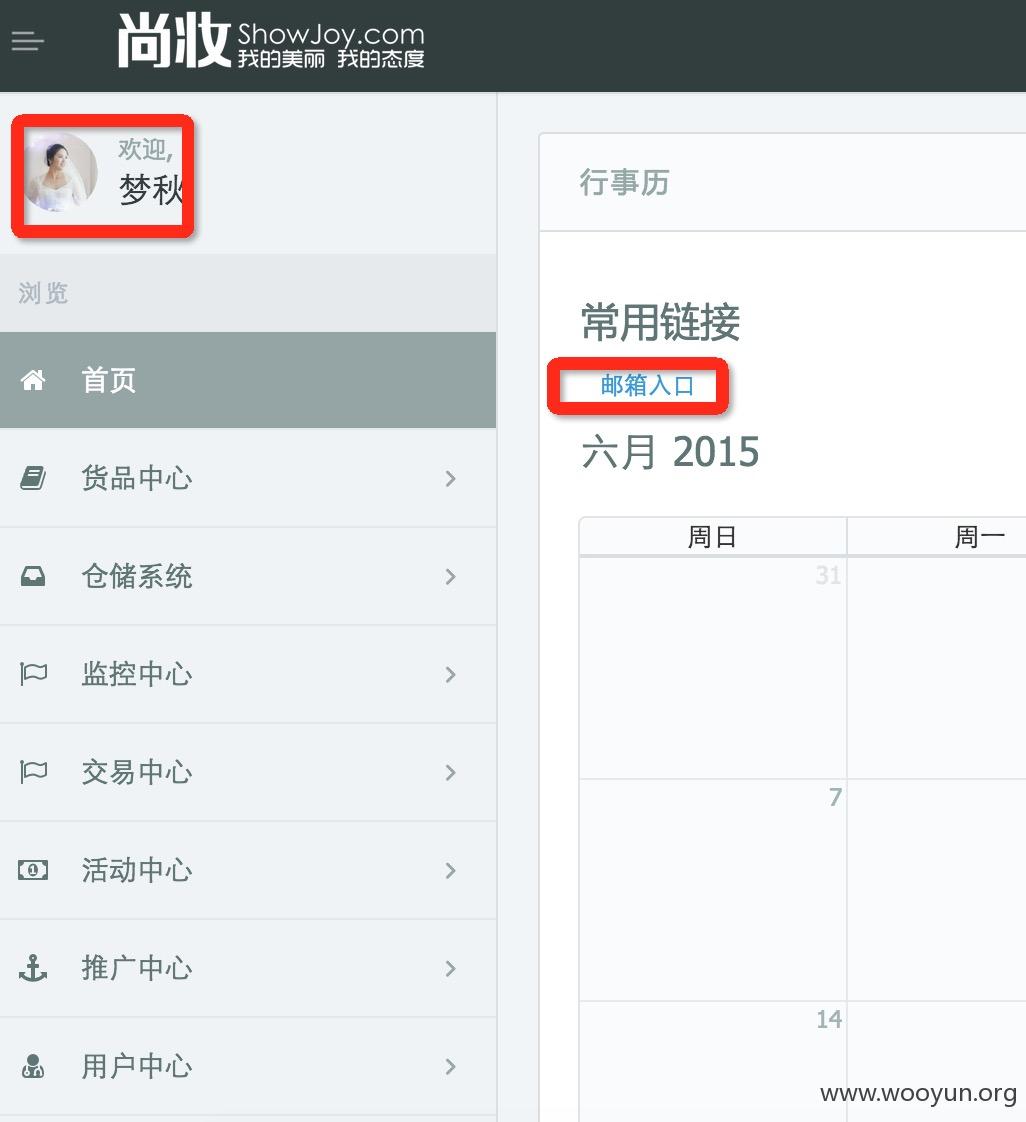 尚妆 ShowJoy.com
我的美丽 我的态度
欢迎,
梦秋
浏览
首页
货品中心
仓储系统
监控中心
交易中心
活动中心
推广中心
用户中心
行事历
常用链接
邮箱入口
六月 2015
周日 周一
31
7
14
www.wooyun.org